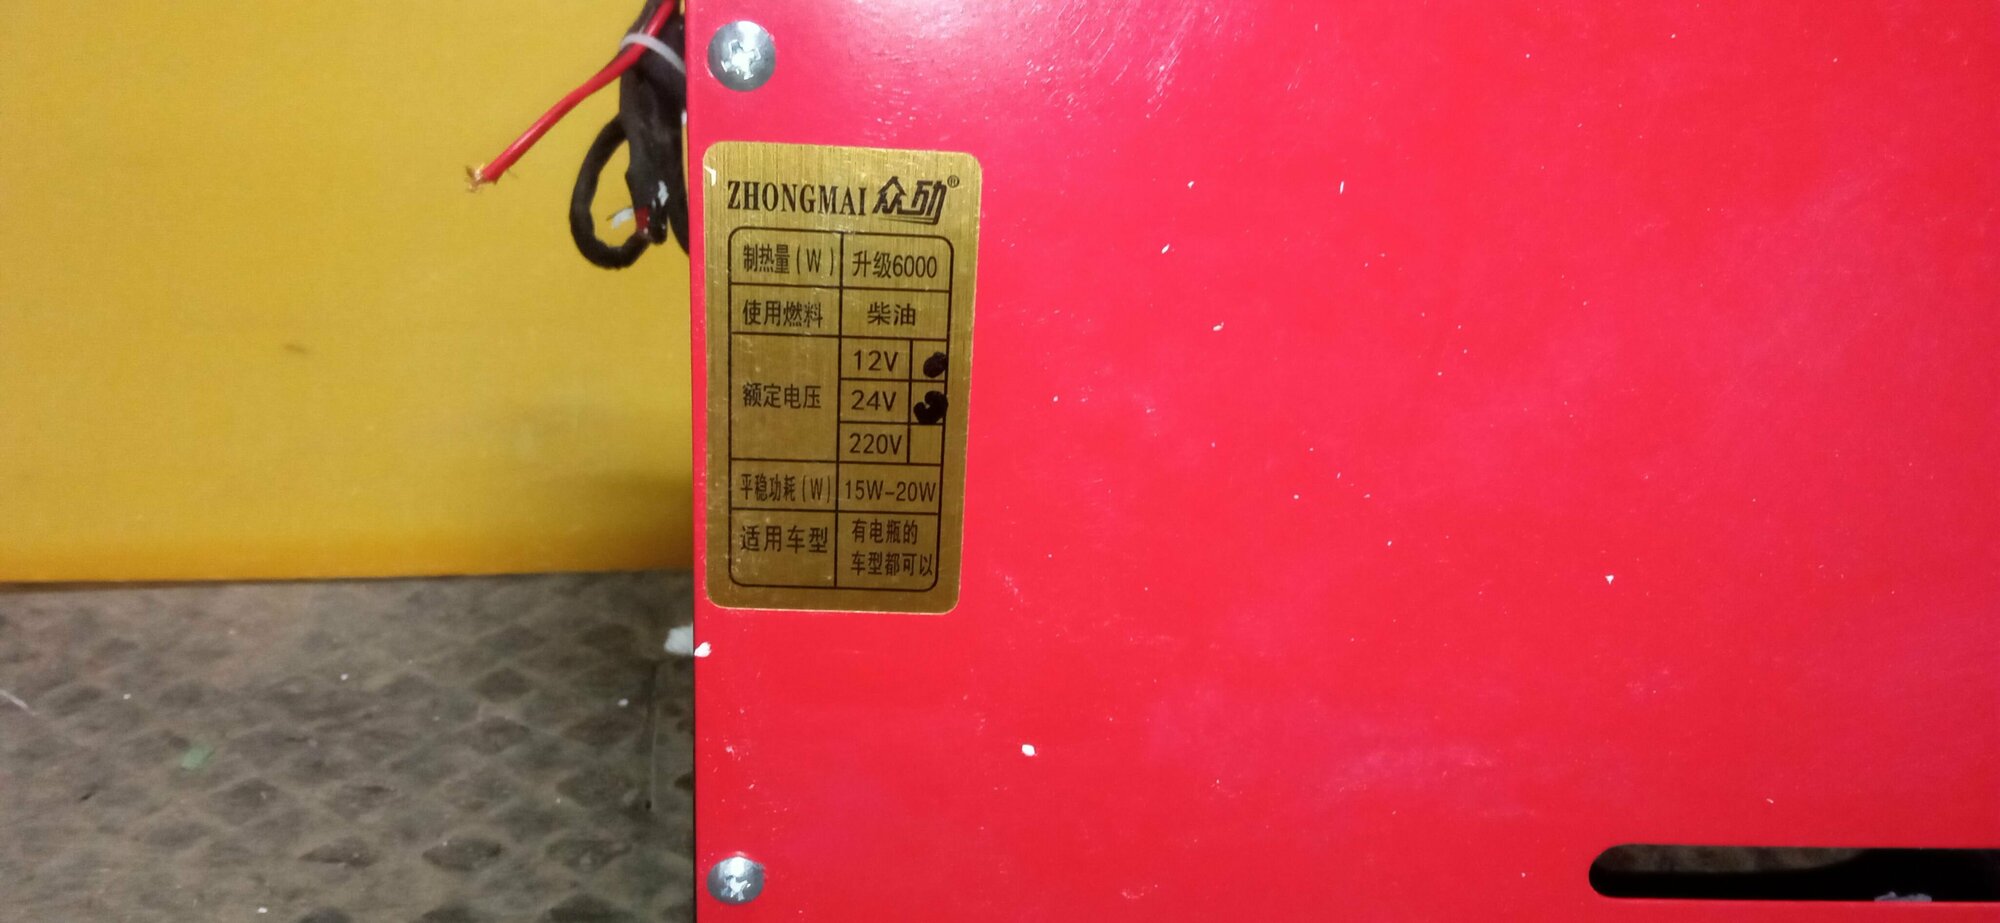 ZHONGMAI 众劢®
制热量(W) 升级6000
使用燃料 柴油
额定电压
12V
24V
220V
平稳功耗(W) 15W-20W
适用车型
有电瓶的
车型都可以